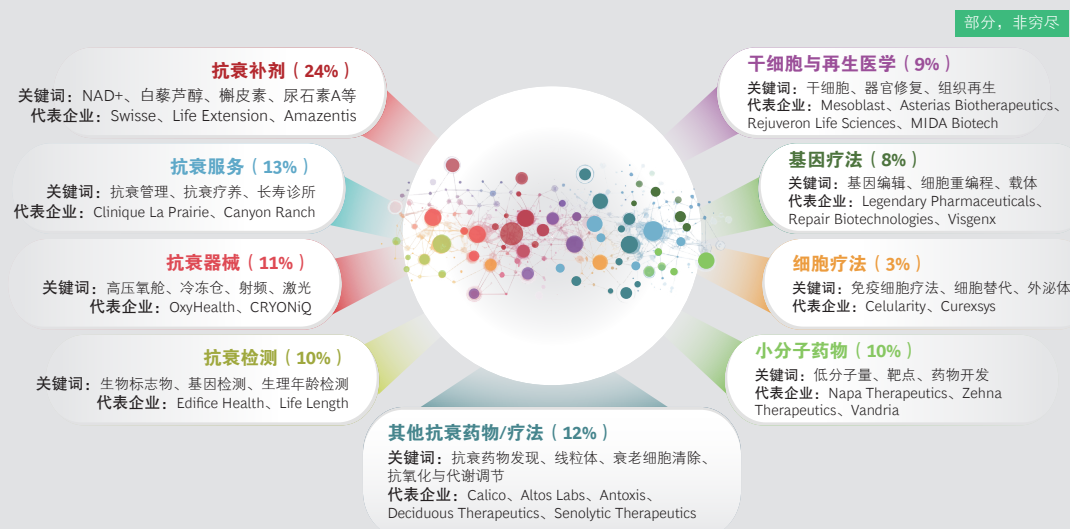 部分，非穷尽
抗衰补剂（24%）
关键词：NAD+、白藜芦醇、槲皮素、尿石素A等
代表企业：Swisse、Life Extension、Amazentis
抗衰服务（13%）
关键词：抗衰管理、抗衰疗养、长寿诊所
代表企业：Clinique La Prairie、Canyon Ranch
抗衰器械（11%）
关键词：高压氧舱、冷冻仓、射频、激光
代表企业：OxyHealth、CRYONiQ
抗衰检测（10%）
关键词：生物标志物、基因检测、生理年龄检测
代表企业：Edifice Health、Life Length
其他抗衰药物/疗法（12%）
关键词：抗衰药物发现、线粒体、衰老细胞清除、
抗氧化与代谢调节
代表企业：Calico、Altos Labs、Antoxis、
Deciduous Therapeutics、Senolytic Therapeutics
干细胞与再生医学（9%）
关键词：干细胞、器官修复、组织再生
代表企业：Mesoblast、Asterias Biotherapeutics、
Rejuveron Life Sciences、MIDA Biotech
基因疗法（8%）
关键词：基因编辑、细胞重编程、载体
代表企业：Legendary Pharmaceuticals、
Repair Biotechnologies、Visgenx
细胞疗法（3%）
关键词：免疫细胞疗法、细胞替代、外泌体
代表企业：Celularity、Curexsys
小分子药物（10%）
关键词：低分子量、靶点、药物开发
代表企业：Napa Therapeutics、Zehna
Therapeutics、Vandria